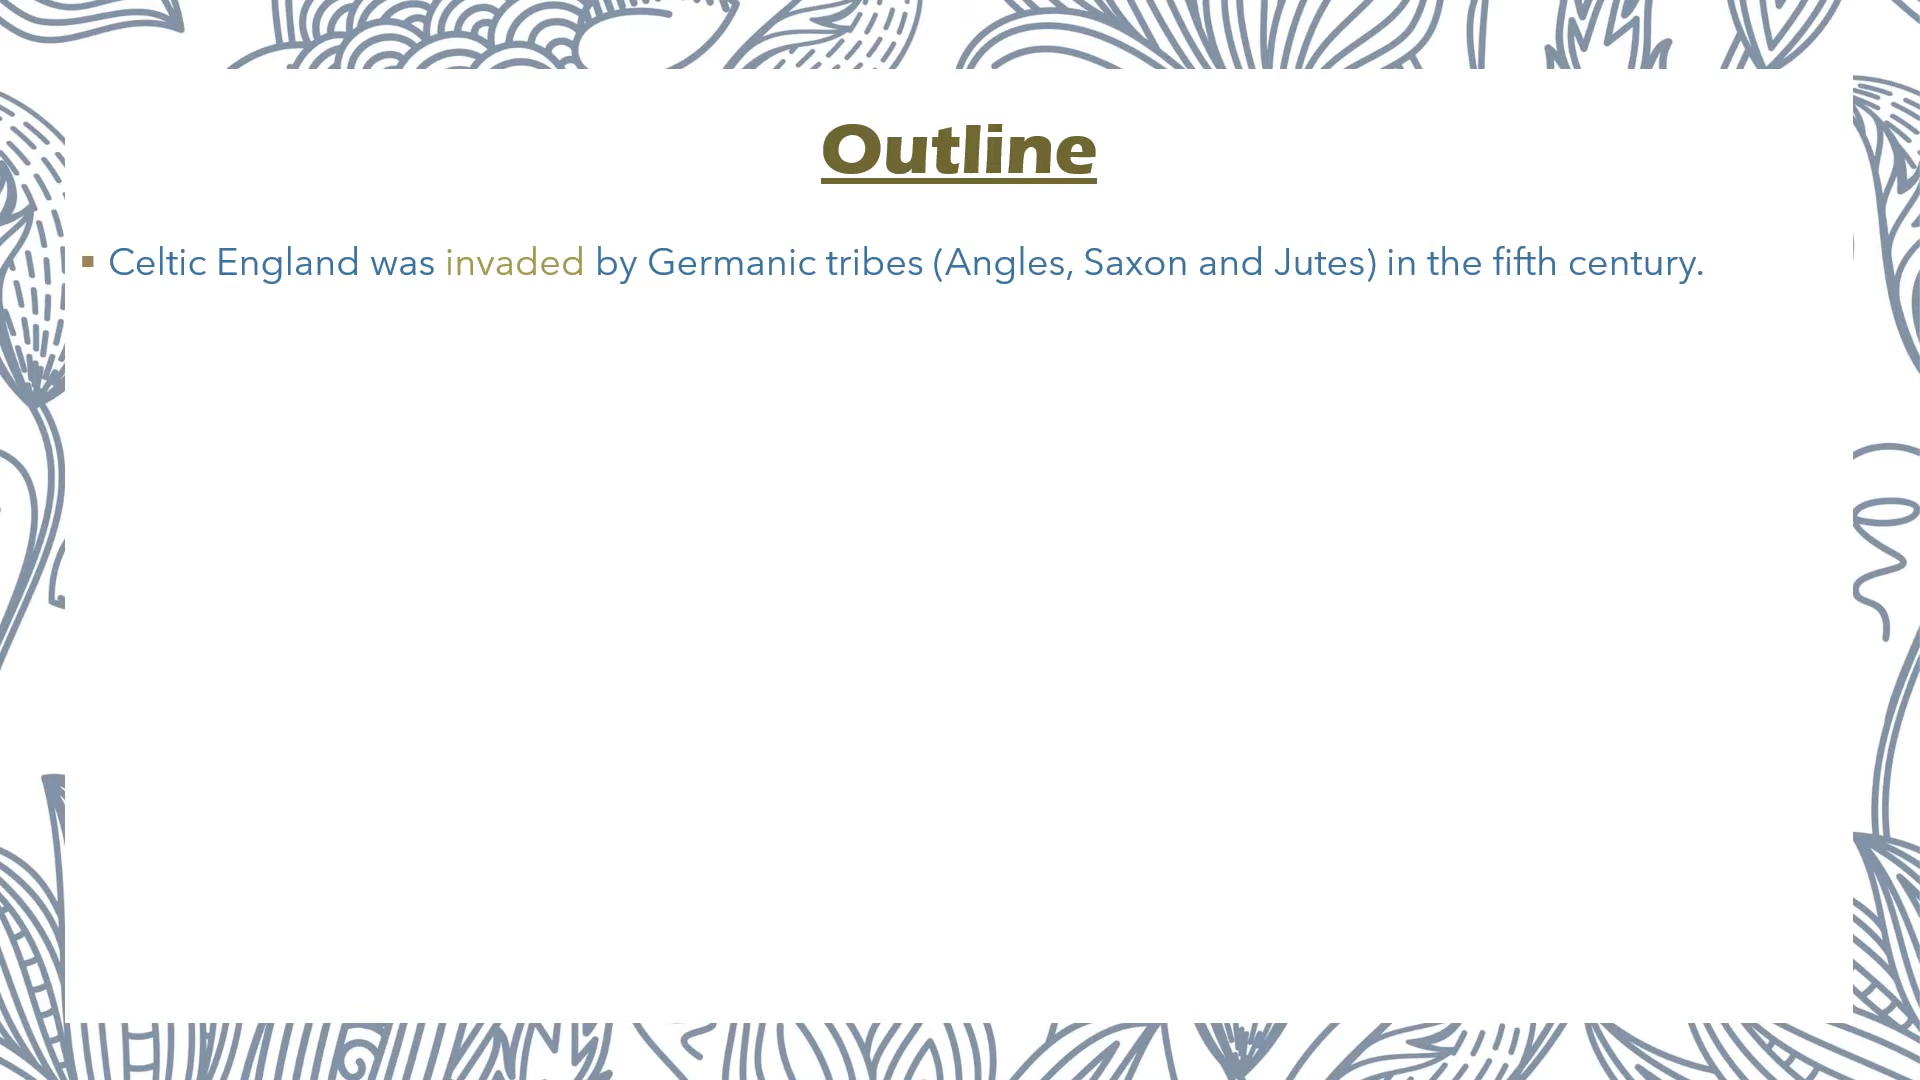 Outline
▪ Celtic England was invaded by Germanic tribes (Angles, Saxon and Jutes) in the fifth century.